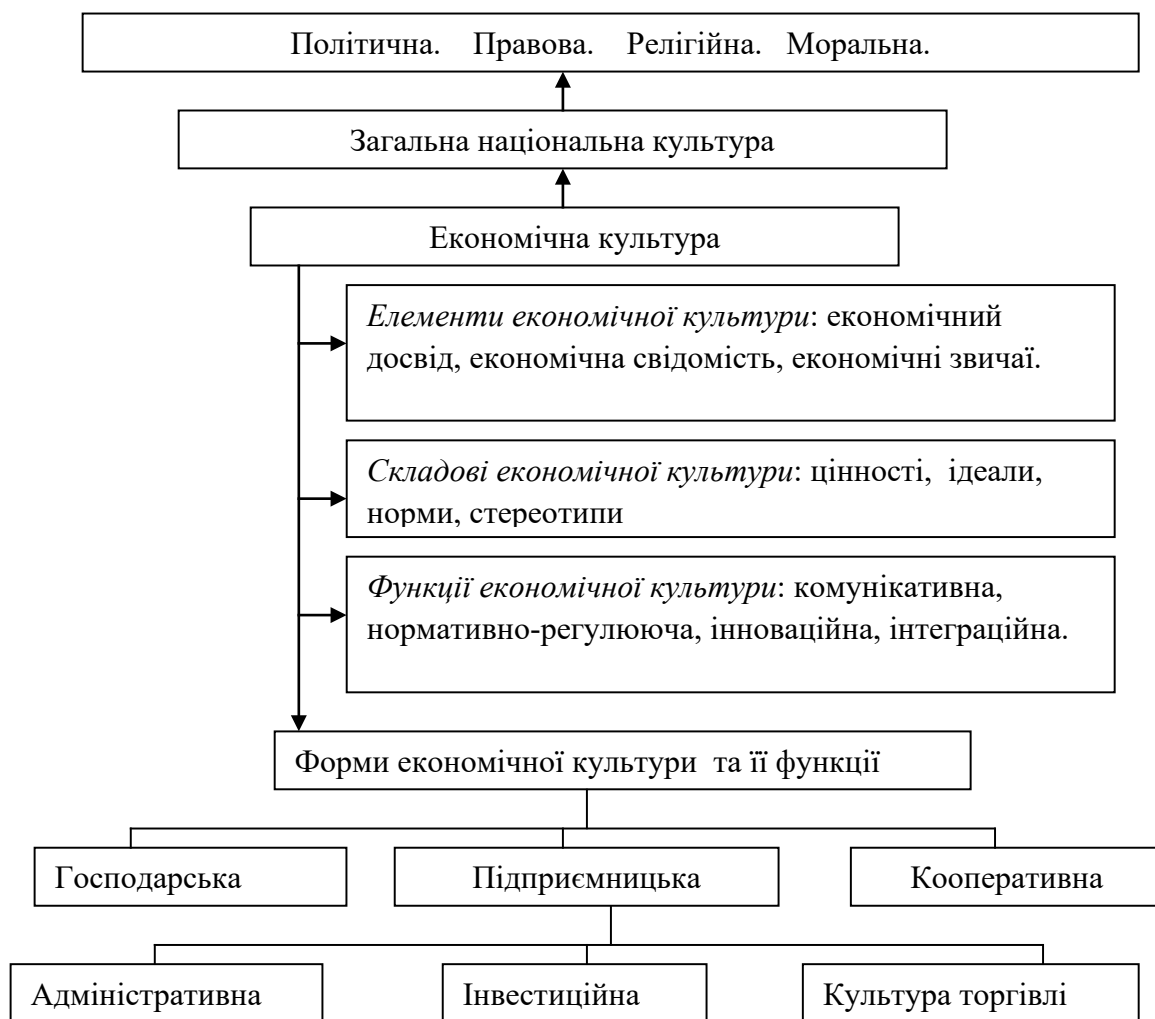 Політична. Правова. Релігійна. Моральна.
Загальна національна культура
Економічна культура
Елементи економічної культури: економічний
досвід, економічна свідомість, економічні звичаї.
Складові економічної культури: цінності, ідеали,
норми, стереотипи
Функції економічної культури: комунікативна,
нормативно-регулююча, інноваційна, інтеграційна.
Форми економічної культури та її функції
Господарська
Підприємницька
Кооперативна
Адміністративна
Інвестиційна
Культура торгівлі